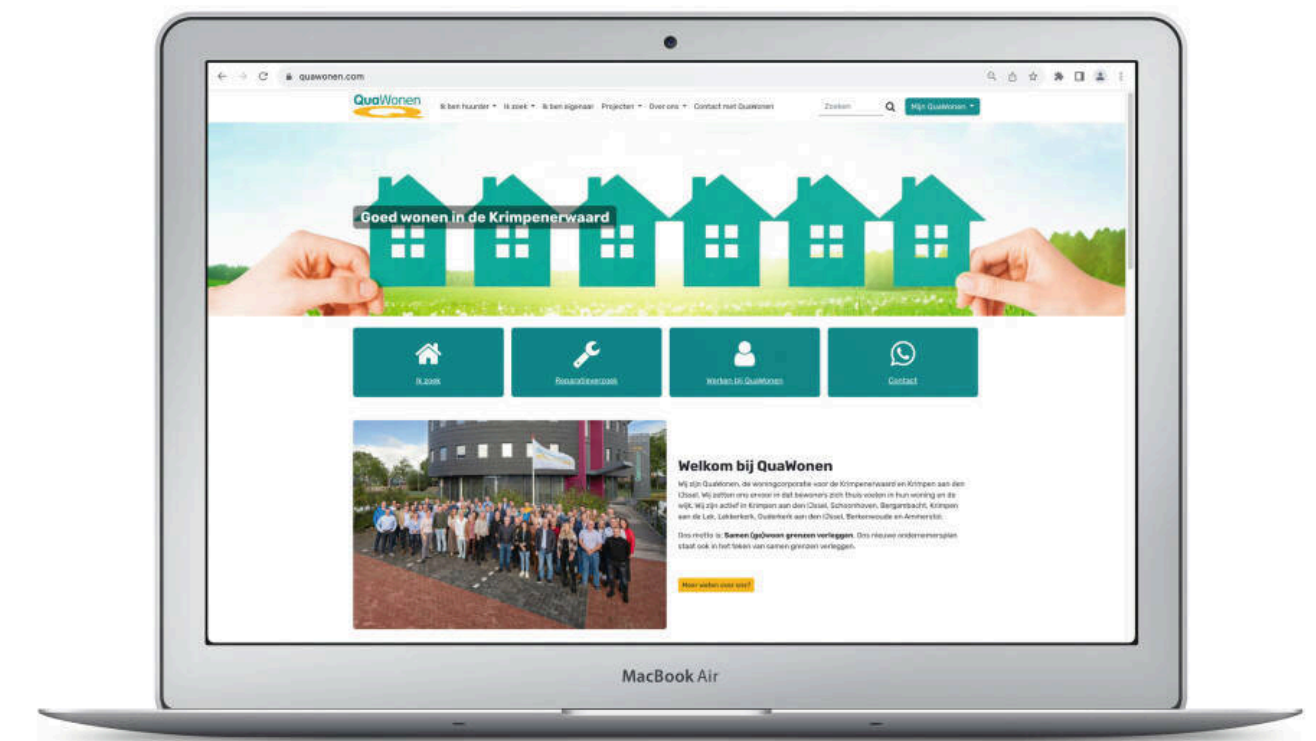 quawonen.com
QuaWonen
Ik ben huurder Ik zoek Ik ben eigenaar Projecten Over ons Contact met QuaWonen
Zoeken
Mijn QuaWonen
Goed wonen in de Krimpenerwaard
Ik zoek
Reparatieverzoek
Werken bij QuaWonen
Contact
Welkom bij QuaWonen
Wij zijn QuaWonen, de woningcorporatie voor de Krimpenerwaard en Krimpen aan den
IJssel. Wij zetten ons ervoor in dat bewoners zich thuis voelen in hun woning en de
wijk. Wij zijn actief in Krimpen aan den IJssel, Schoonhoven, Bergambacht, Krimpen
aan de Lek, Lekkerkerk, Ouderkerk aan den IJssel, Berkenwoude en Ammerstol.
Ons motto is: Samen (ge)woon grenzen verleggen. Ons nieuwe ondernemersplan
staat ook in het teken van samen grenzen verleggen.
Meer weten over ons?
MacBook Air